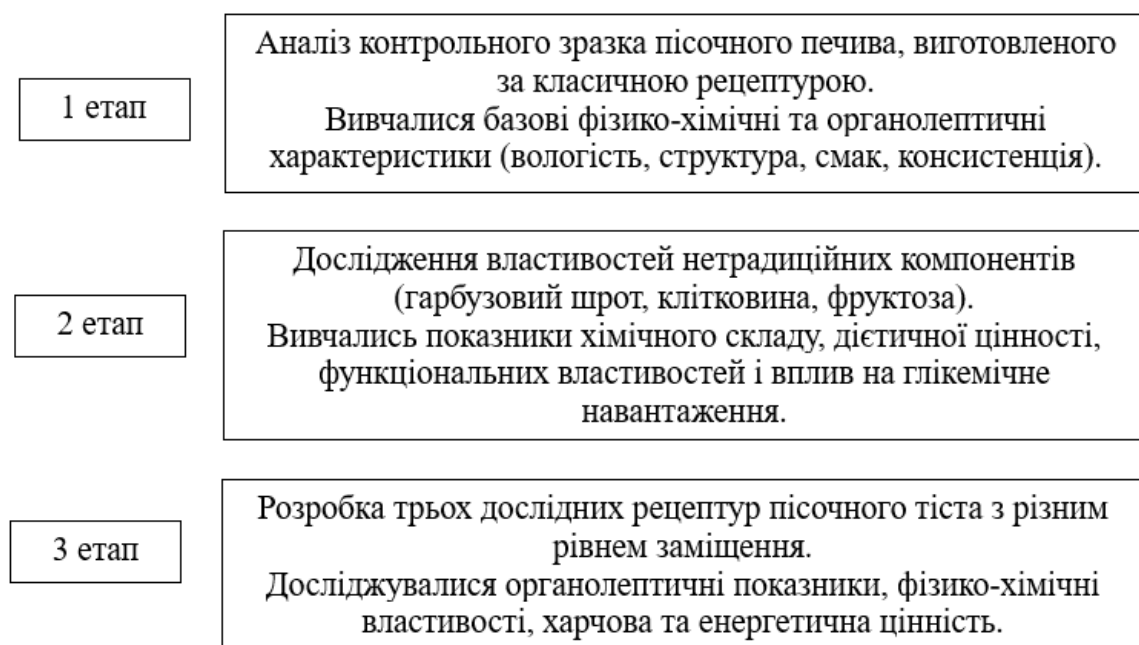 1 етап
Аналіз контрольного зразка пісочного печива, виготовленого
за класичною рецептурою.
Вивчалися базові фізико-хімічні та органолептичні
характеристики (вологість, структура, смак, консистенція).
2 етап
Дослідження властивостей нетрадиційних компонентів
(гарбузовий шрот, клітковина, фруктоза).
Вивчались показники хімічного складу, дієтичної цінності,
функціональних властивостей і вплив на глікемічне
навантаження.
3 етап
Розробка трьох дослідних рецептур пісочного тіста з різним
рівнем заміщення.
Досліджувалися органолептичні показники, фізико-хімічні
властивості, харчова та енергетична цінність.